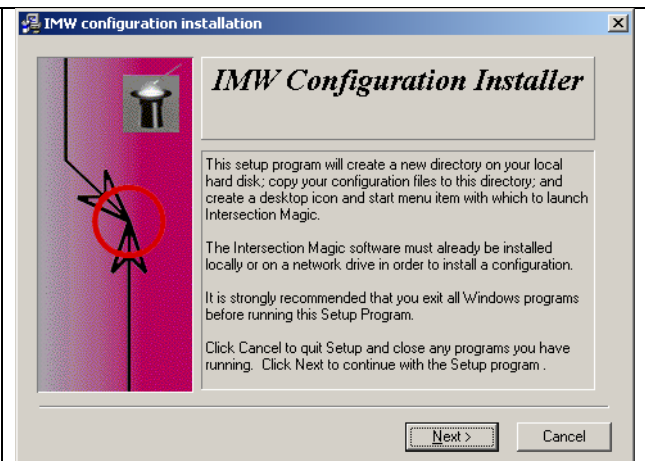 IMW configuration installation
IMW Configuration Installer
This setup program will create a new directory on your local
hard disk; copy your configuration files to this directory; and
create a desktop icon and start menu item with which to launch
Intersection Magic.
The Intersection Magic software must already be installed
locally or on a network drive in order to install a configuration.
It is strongly recommended that you exit all Windows programs
before running this Setup Program.
Click Cancel to quit Setup and close any programs you have
running.  Click Next to continue with the Setup program .
Next >
Cancel